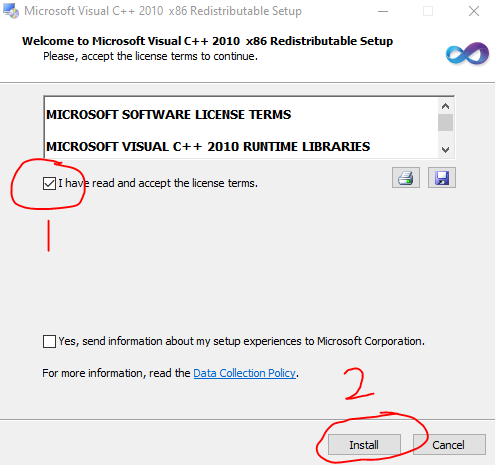 Microsoft Visual C++ 2010  x86 Redistributable Setup
Welcome to Microsoft Visual C++ 2010  x86 Redistributable Setup
Please, accept the license terms to continue.
MICROSOFT SOFTWARE LICENSE TERMS
MICROSOFT VISUAL C++ 2010 RUNTIME LIBRARIES
I have read and accept the license terms.
1
Yes, send information about my setup experiences to Microsoft Corporation.
For more information, read the Data Collection Policy.
2
Install Cancel